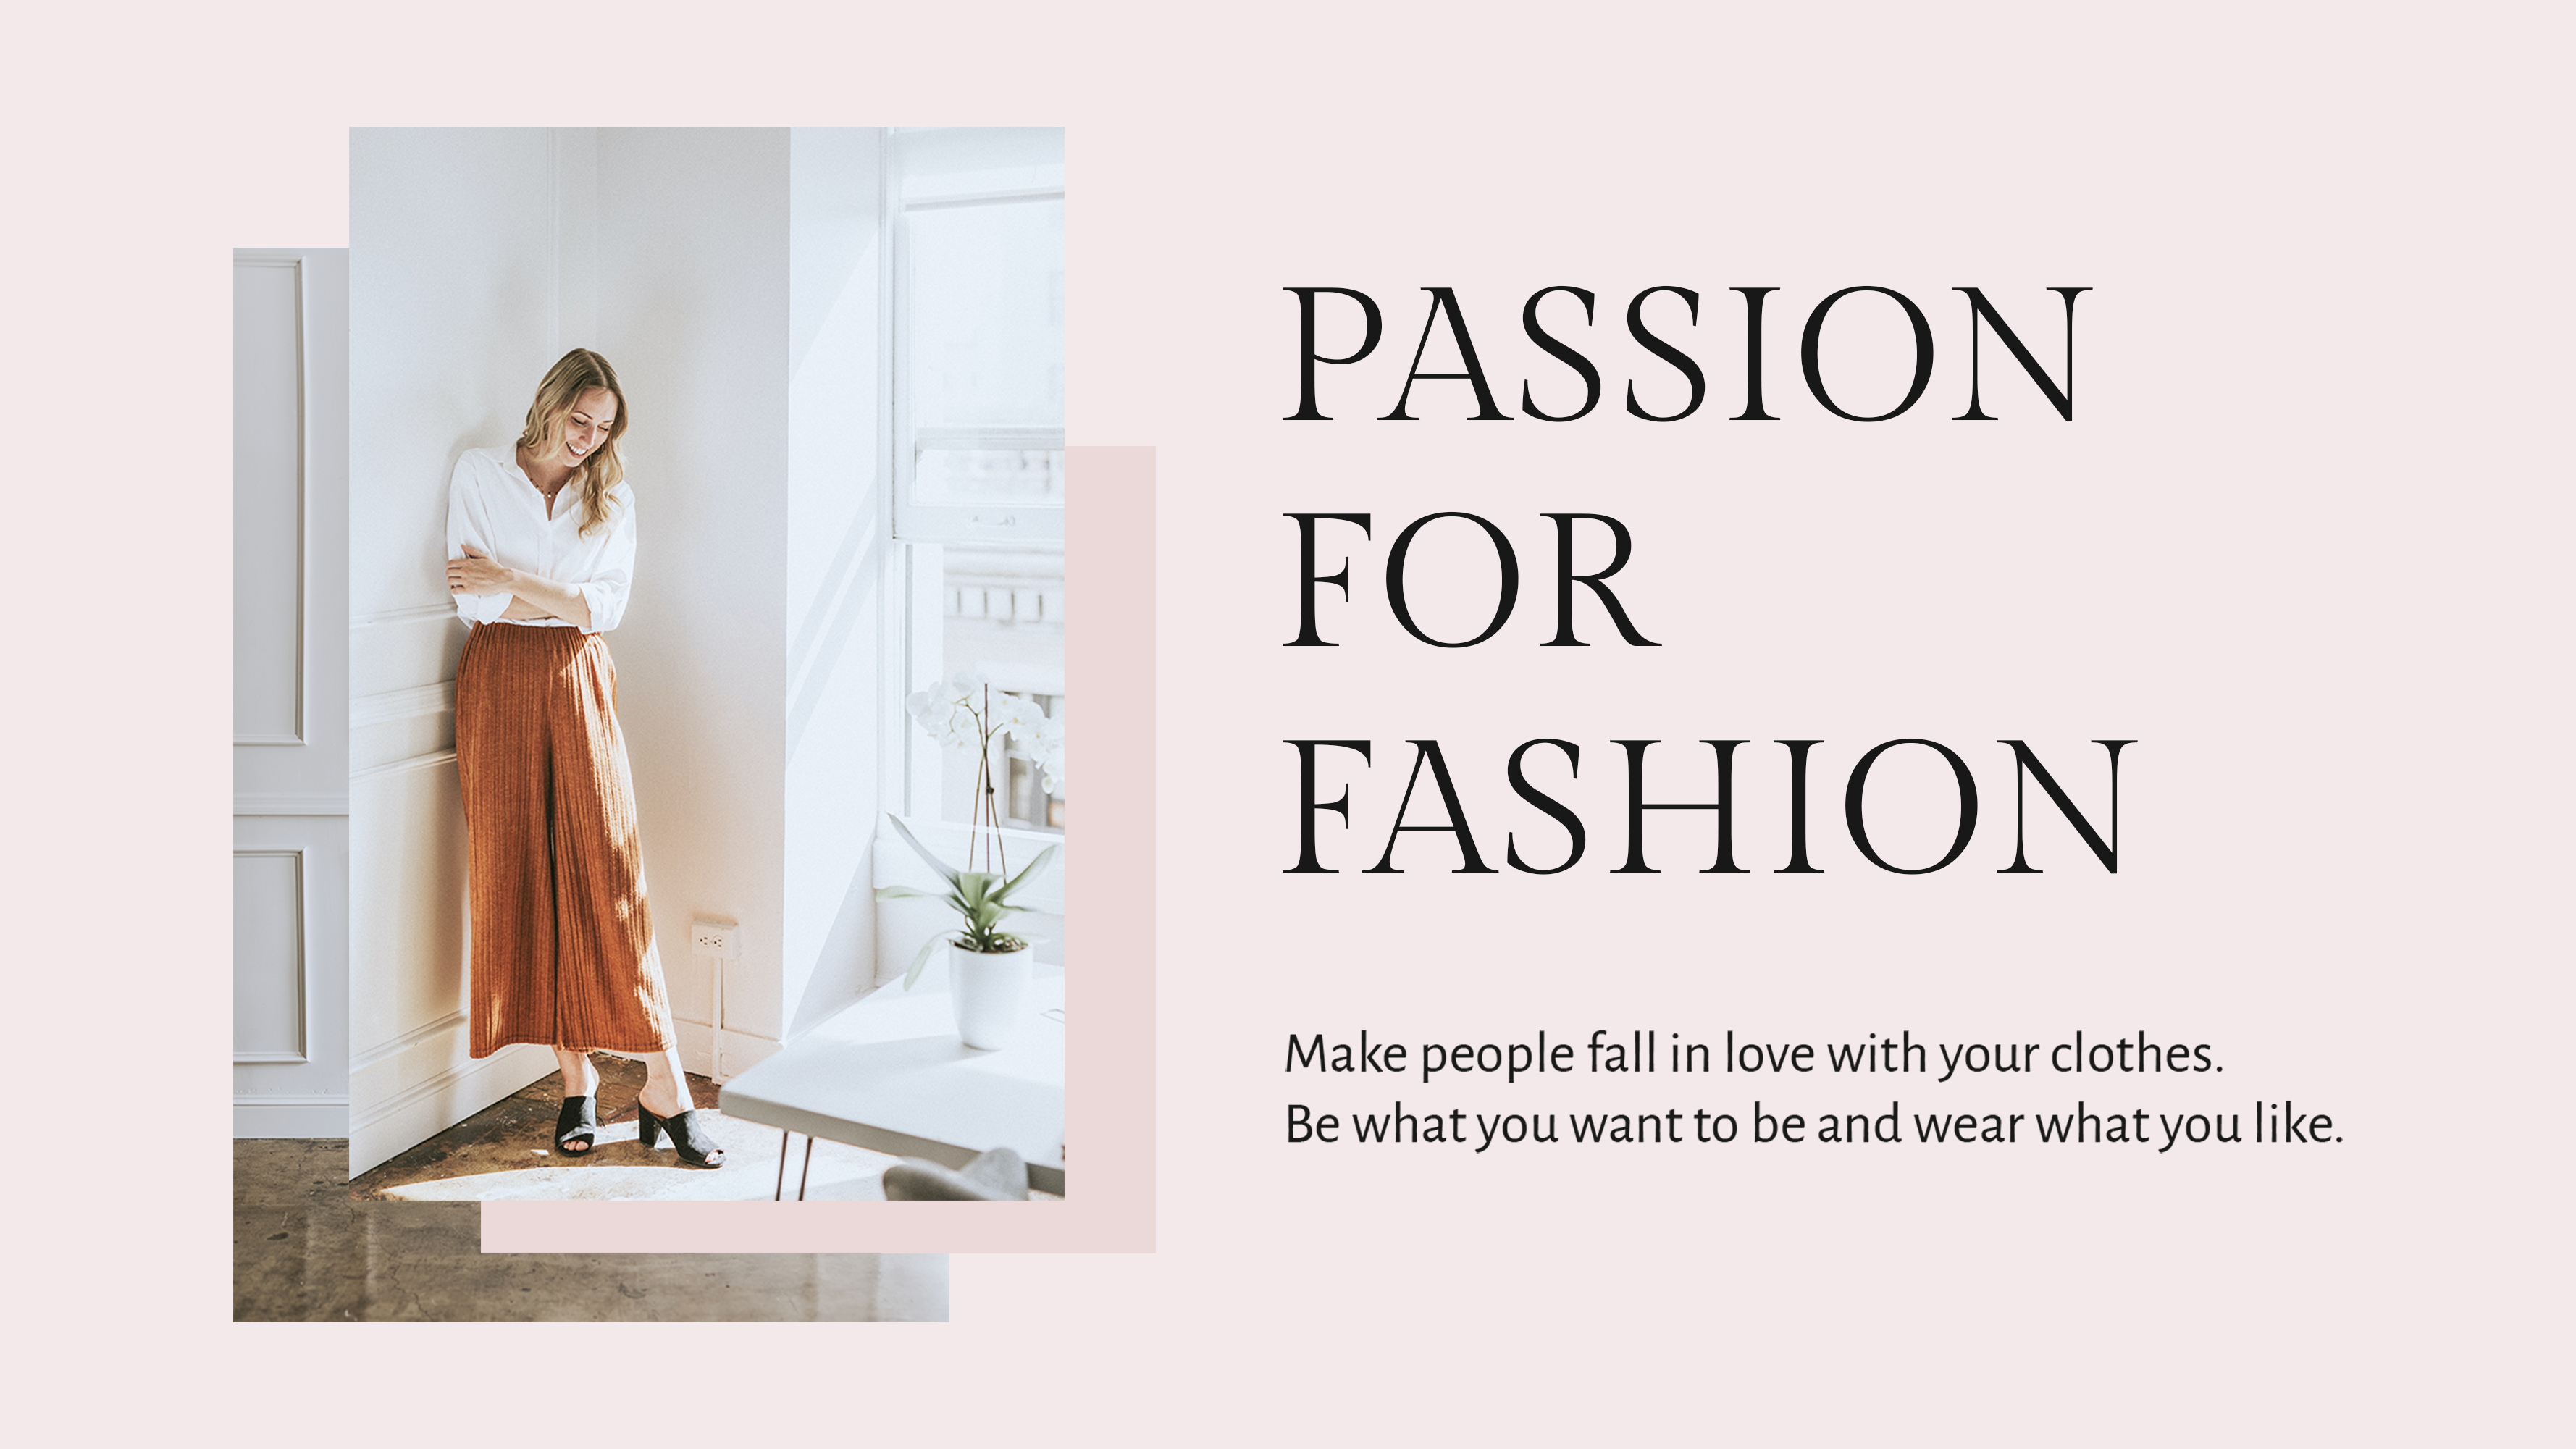 PASSION
FOR
FASHION
Make people fall in love with your clothes.
Be what you want to be and wear what you like.